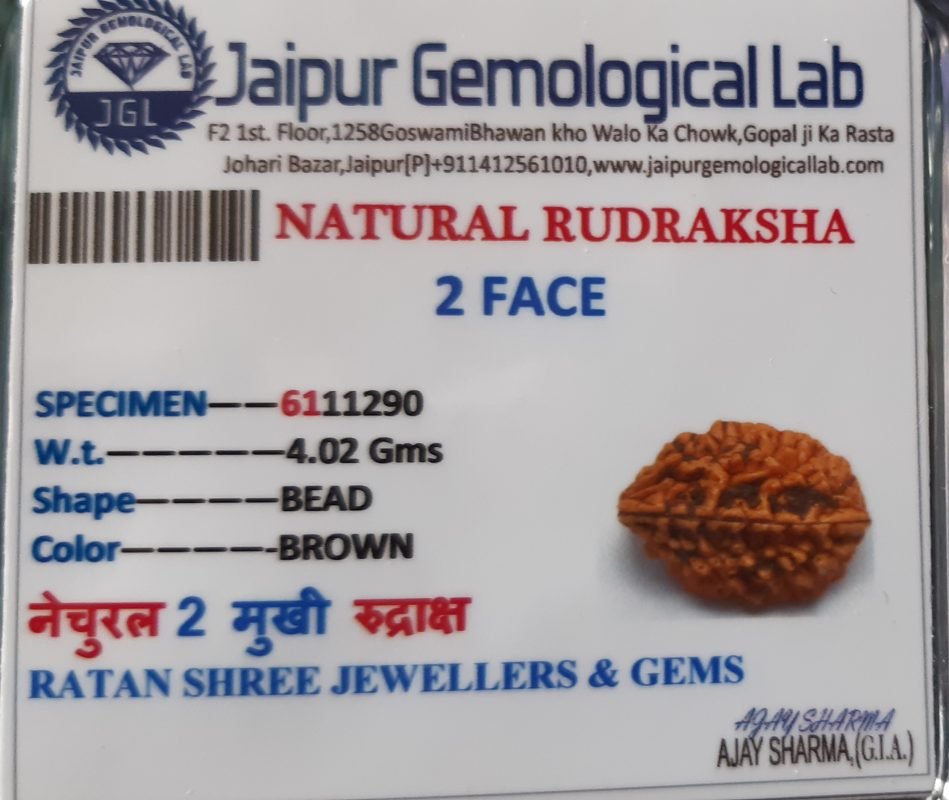 JAIPUR GEMOLOGICAL LAB
JGL
Jaipur Gemological Lab
F2 1st. Floor,1258GoswamiBhawan kho Walo Ka Chowk,Gopal ji Ka Rasta
Johari Bazar,Jaipur[P]+911412561010,www.jaipurgemologicallab.com
NATURAL RUDRAKSHA
2 FACE
SPECIMEN——6111290
W.t.—————4.02 Gms
Shape————BEAD
Color————-BROWN
नेचुरल 2 मुखी रुद्राक्ष
RATAN SHREE JEWELLERS & GEMS
AJAY SHARMA
AJAY SHARMA,(G.I.A.)